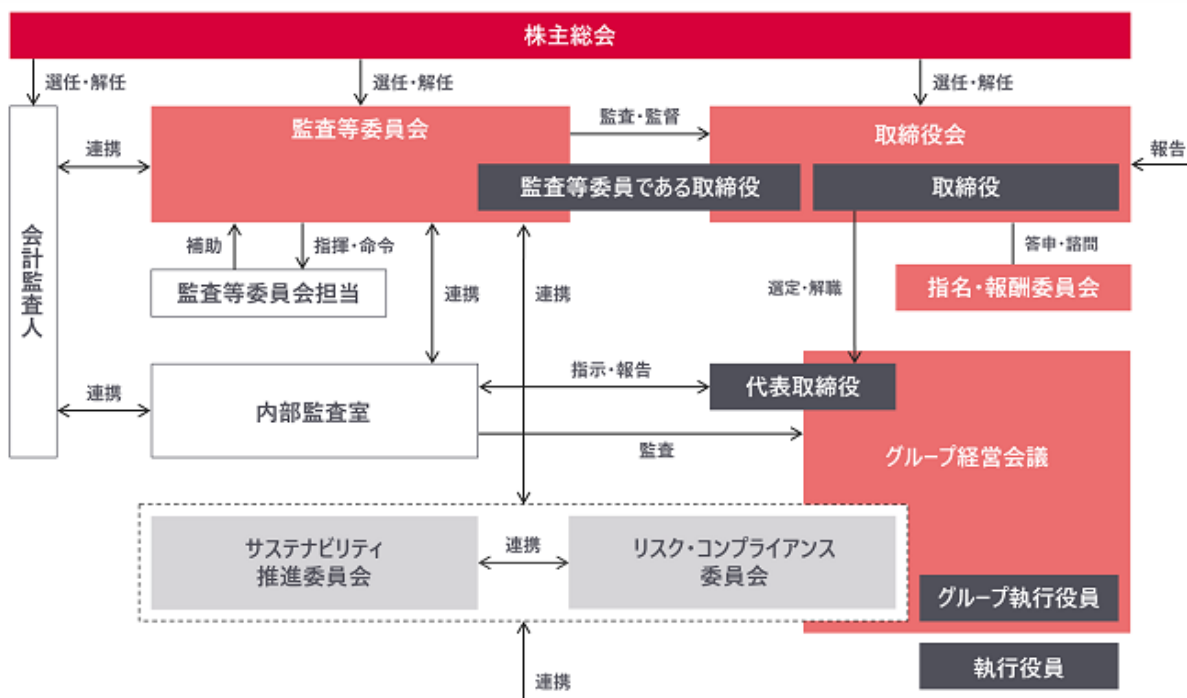 株主総会
選任・解任
選任・解任
選任・解任
監査等委員会
監査・監督
取締役会
連携
報告
監査等委員である取締役
取締役
会計監査人
補助
指揮・命令
答申・諮問
監査等委員会担当
連携
連携
選定・解職
指名・報酬委員会
指示・報告
代表取締役
連携
内部監査室
監査
グループ経営会議
サステナビリティ
推進委員会
連携
リスク・コンプライアンス
委員会
グループ執行役員
執行役員
連携